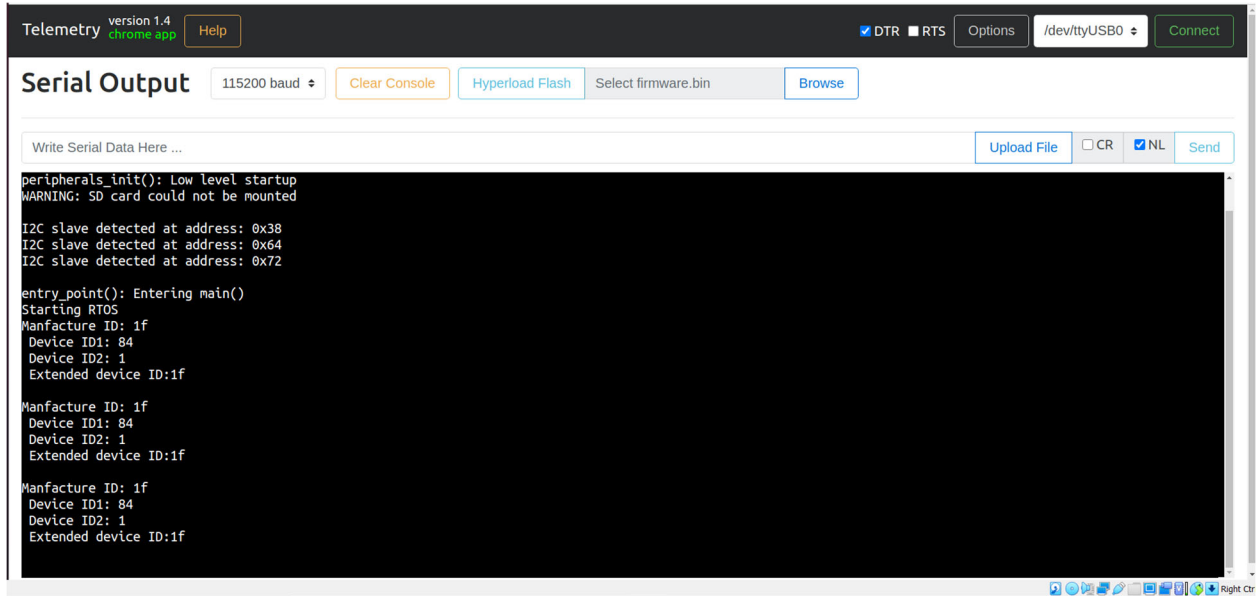 Telemetry version 1.4 chrome app Help DTR RTS Options /dev/ttyUSB0 Connect
Serial Output 115200 baud Clear Console Hyperload Flash Select firmware.bin Browse
Write Serial Data Here ... Upload File CR NL Send
peripherals_init(): Low level startup
WARNING: SD card could not be mounted
I2C slave detected at address: 0x38
I2C slave detected at address: 0x64
I2C slave detected at address: 0x72
entry_point(): Entering main()
Starting RTOS
Manfacture ID: 1f
Device ID1: 84
Device ID2: 1
Extended device ID:1f
Manfacture ID: 1f
Device ID1: 84
Device ID2: 1
Extended device ID:1f
Manfacture ID: 1f
Device ID1: 84
Device ID2: 1
Extended device ID:1f
Right Ctr